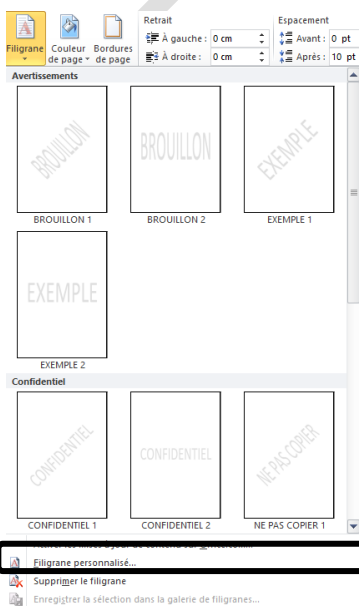 Filigrane
Couleur de page
Bordures de page
Retrait
À gauche : 0 cm
À droite : 0 cm
Espacement
Avant : 0 pt
Après : 10 pt
Avertissements
BROUILLON
BROUILLON
EXEMPLE
BROUILLON 1
BROUILLON 2
EXEMPLE 1
EXEMPLE
EXEMPLE 2
Confidentiel
CONFIDENTIEL
CONFIDENTIEL
NE PAS COPIER
CONFIDENTIEL 1
CONFIDENTIEL 2
NE PAS COPIER 1
Filigrane personnalisé...
Supprimer le filigrane
Enregistrer la sélection dans la galerie de filigranes...